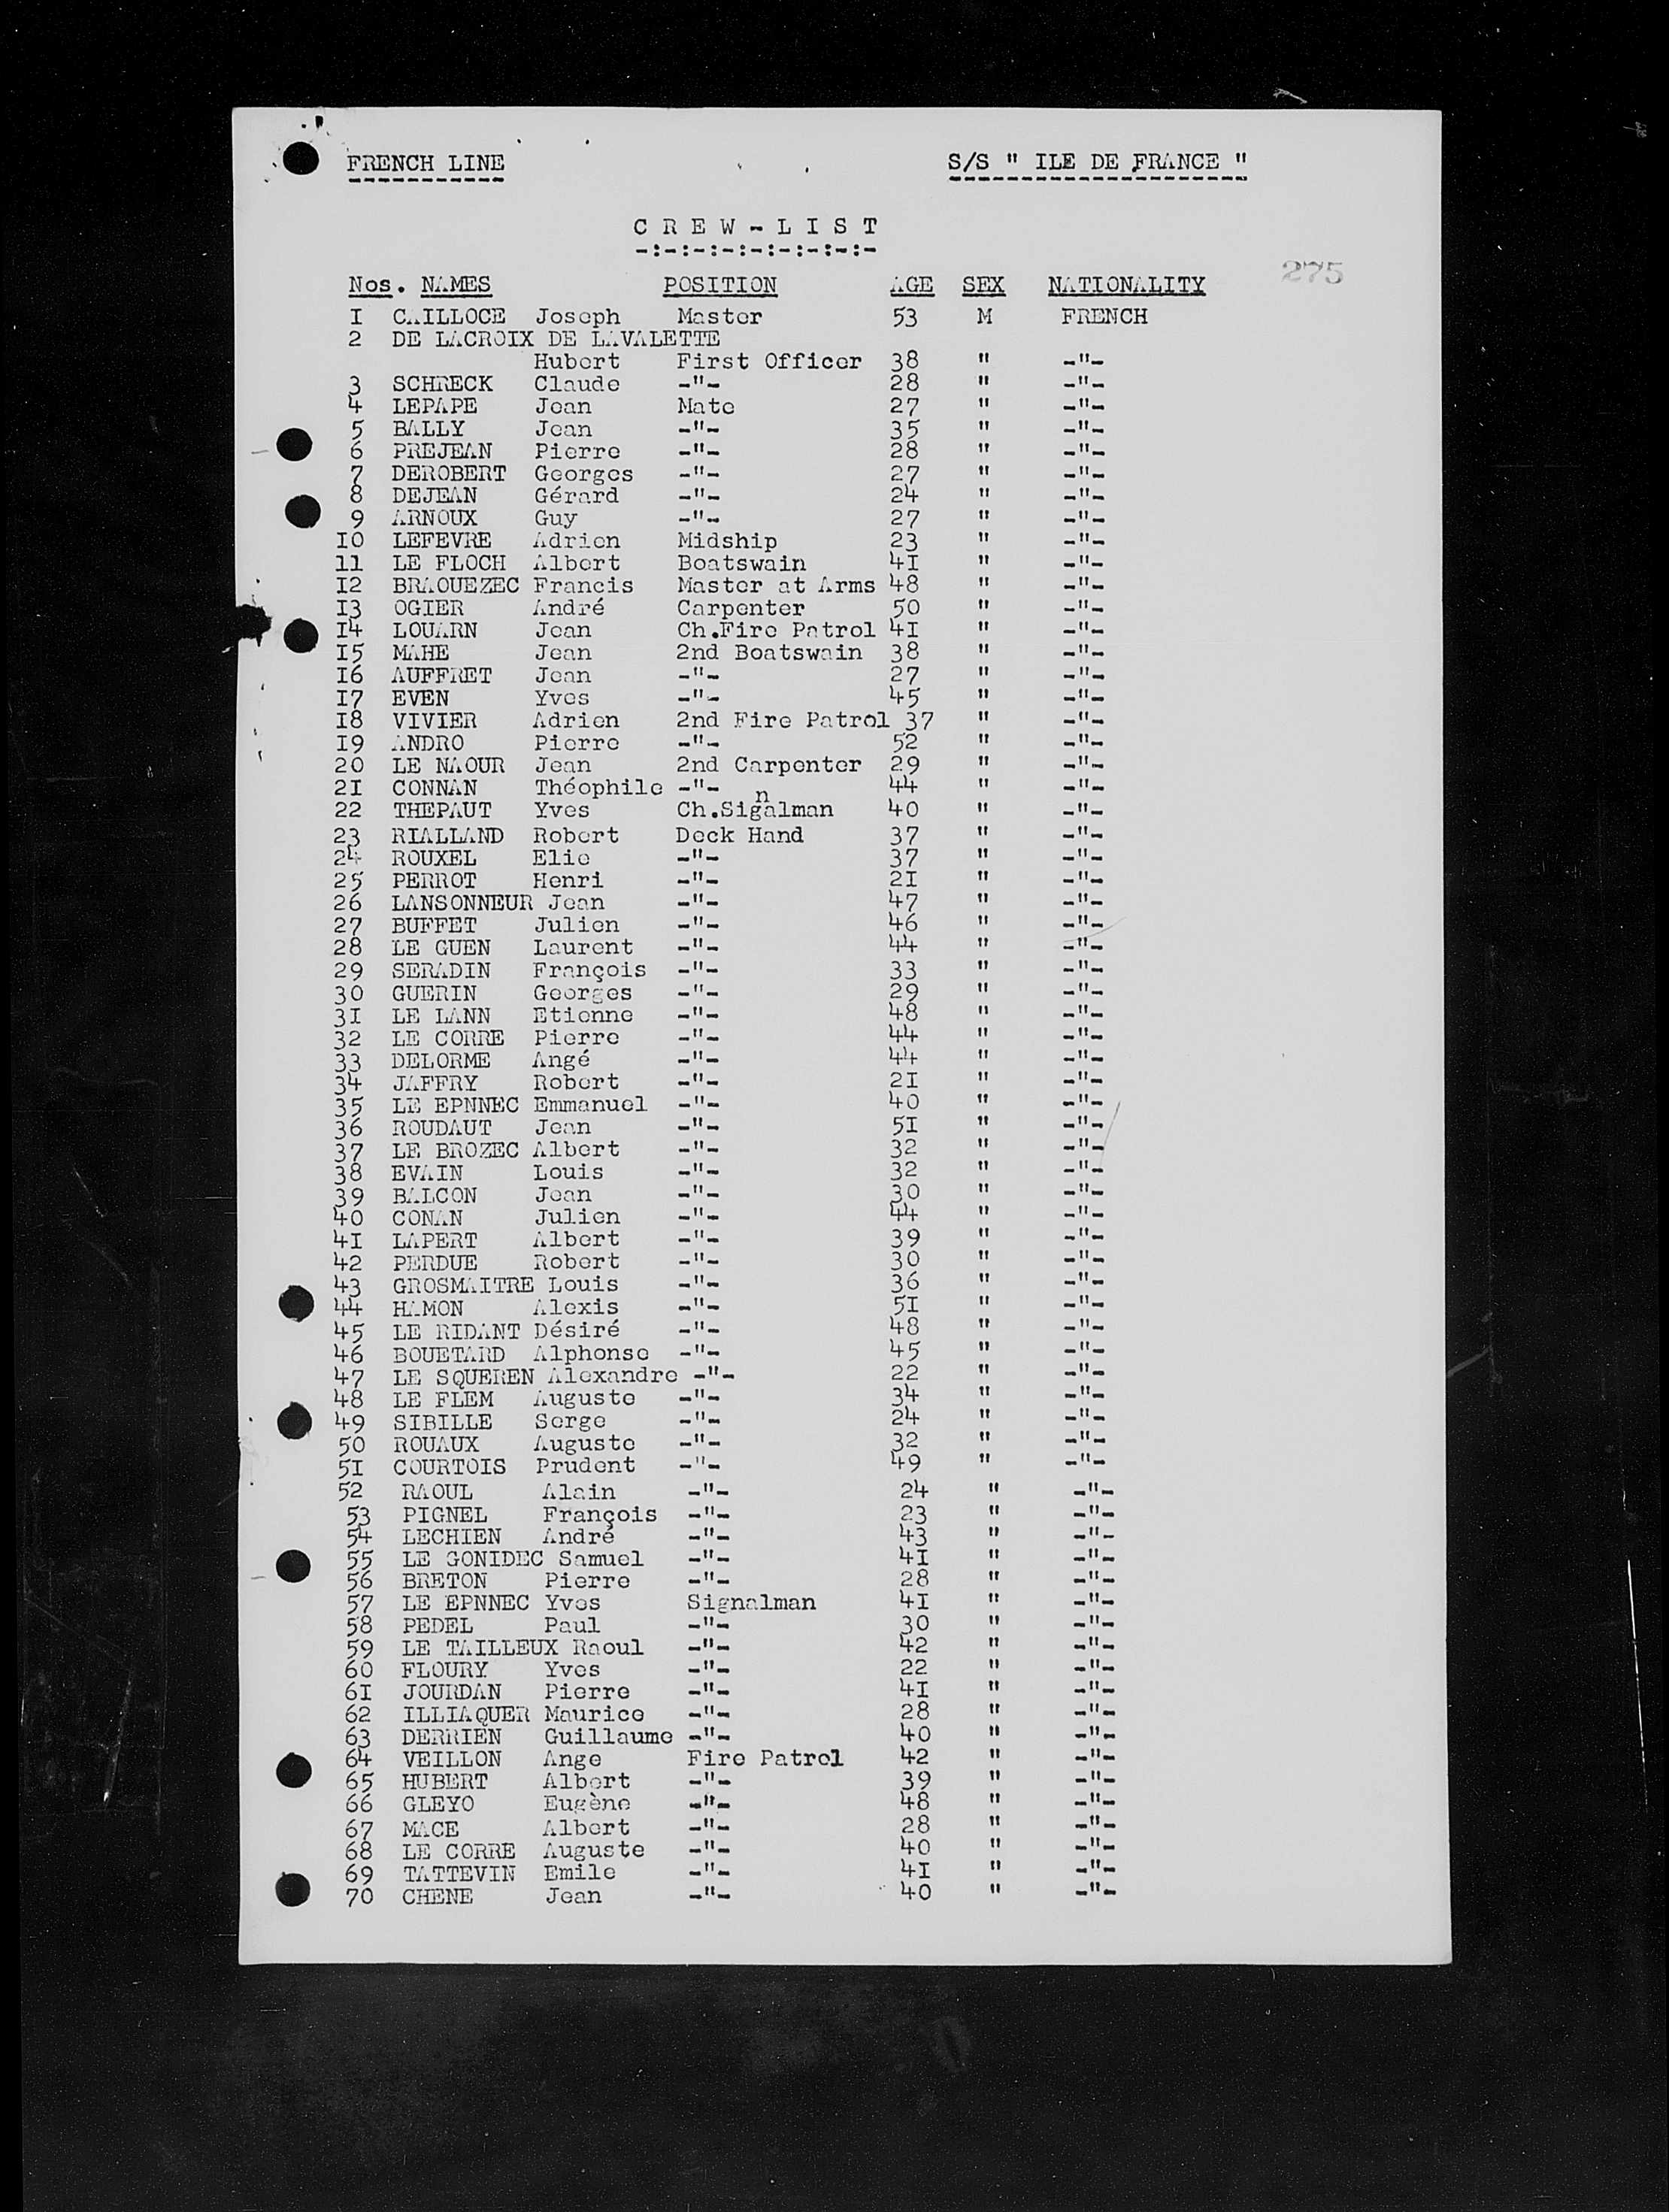 FRENCH LINE S/S " ILE DE FRANCE "
CREW-LIST
-:-:-:-:-:-:-:-:-
275
Nos. NAMES POSITION AGE SEX NATIONALITY
I CAILLOCE Joseph Master 53 M FRENCH
2 DE LACROIX DE LAVALETTE
Hubert First Officer 38 " -"-
3 SCHRECK Claude -"- 28 " -"-
4 LEPAPE Jean Mate 27 " -"-
5 BALLY Jean -"- 35 " -"-
6 PREJEAN Pierre -"- 28 " -"-
7 DEROBERT Georges -"- 27 " -"-
8 DEJEAN Gérard -"- 24 " -"-
9 ARNOUX Guy -"- 27 " -"-
IO LEFEVRE Adrien Midship 23 " -"-
11 LE FLOCH Albert Boatswain 4I " -"-
I2 BRAOUEZEC Francis Master at Arms 48 " -"-
I3 OGIER André Carpenter 50 " -"-
I4 LOUARN Jean Ch.Fire Patrol 4I " -"-
I5 MAHE Jean 2nd Boatswain 38 " -"-
I6 AUFFRET Jean -"- 27 " -"-
I7 EVEN Yves -"- 45 " -"-
I8 VIVIER Adrien 2nd Fire Patrol 37 " -"-
I9 ANDRO Pierre -"- 52 " -"-
20 LE NAOUR Jean 2nd Carpenter 29 " -"-
2I CONNAN Théophile -"- 44 " -"-
n
22 THEPAUT Yves Ch.Sigalman 40 " -"-
23 RIALLAND Robert Deck Hand 37 " -"-
24 ROUXEL Elie -"- 37 " -"-
25 PERROT Henri -"- 2I " -"-
26 LANSONNEUR Jean -"- 47 " -"-
27 BUFFET Julien -"- 46 " -"-
28 LE GUEN Laurent -"- 44 " -"-
29 SERADIN François -"- 33 " -"-
30 GUERIN Georges -"- 29 " -"-
3I LE LANN Etienne -"- 48 " -"-
32 LE CORRE Pierre -"- 44 " -"-
33 DELORME Angé -"- 44 " -"-
34 JAFFRY Robert -"- 2I " -"-
35 LE EPNNEC Emmanuel -"- 40 " -"-
36 ROUDAUT Jean -"- 5I " -"-
37 LE BROZEC Albert -"- 32 " -"-
38 EVAIN Louis -"- 32 " -"-
39 BALCON Jean -"- 30 " -"-
40 CONAN Julien -"- 44 " -"-
4I LAPERT Albert -"- 39 " -"-
42 PERDUE Robert -"- 30 " -"-
43 GROSMAITRE Louis -"- 36 " -"-
44 HAMON Alexis -"- 5I " -"-
45 LE RIDANT Désiré -"- 48 " -"-
46 BOUETARD Alphonse -"- 45 " -"-
47 LE SQUEREN Alexandre -"- 22 " -"-
48 LE FLEM Auguste -"- 34 " -"-
49 SIBILLE Serge -"- 24 " -"-
50 ROUAUX Auguste -"- 32 " -"-
5I COURTOIS Prudent -"- 49 " -"-
52 RAOUL Alain -"- 24 " -"-
53 PIGNEL François -"- 23 " -"-
54 LECHIEN André -"- 43 " -"-
55 LE GONIDEC Samuel -"- 4I " -"-
56 BRETON Pierre -"- 28 " -"-
57 LE EPNNEC Yves Signalman 4I " -"-
58 PEDEL Paul -"- 30 " -"-
59 LE TAILLEUX Raoul -"- 42 " -"-
60 FLOURY Yves -"- 22 " -"-
6I JOURDAN Pierre -"- 4I " -"-
62 ILLIAQUER Maurice -"- 28 " -"-
63 DERRIEN Guillaume -"- 40 " -"-
64 VEILLON Ange Fire Patrol 42 " -"-
65 HUBERT Albert -"- 39 " -"-
66 GLEYO Eugène -"- 48 " -"-
67 MACE Albert -"- 28 " -"-
68 LE CORRE Auguste -"- 40 " -"-
69 TATTEVIN Emile -"- 4I " -"-
70 CHENE Jean -"- 40 " -"-